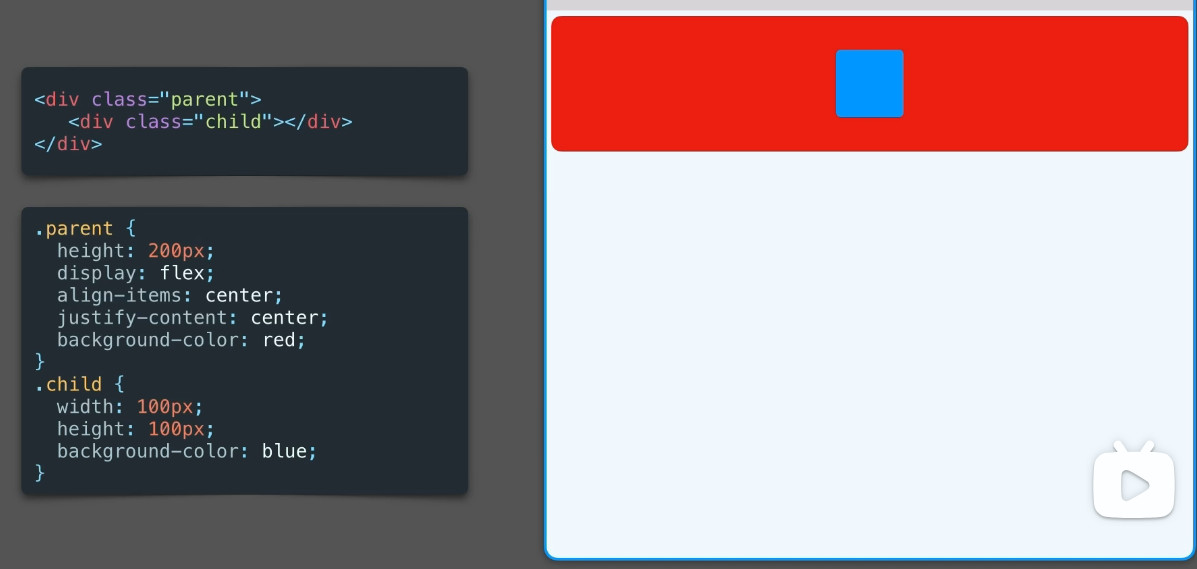 <div class="parent">
<div class="child"></div>
</div>
.parent {
height: 200px;
display: flex;
align-items: center;
justify-content: center;
background-color: red;
}
.child {
width: 100px;
height: 100px;
background-color: blue;
}